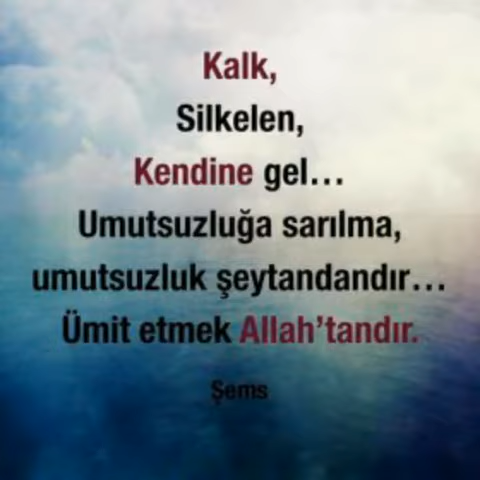 Kalk,
Silkelen,
Kendine gel...
Umutsuzluğa sarılma,
umutsuzluk şeytandandır...
Ümit etmek Allah'tandır.
Şems